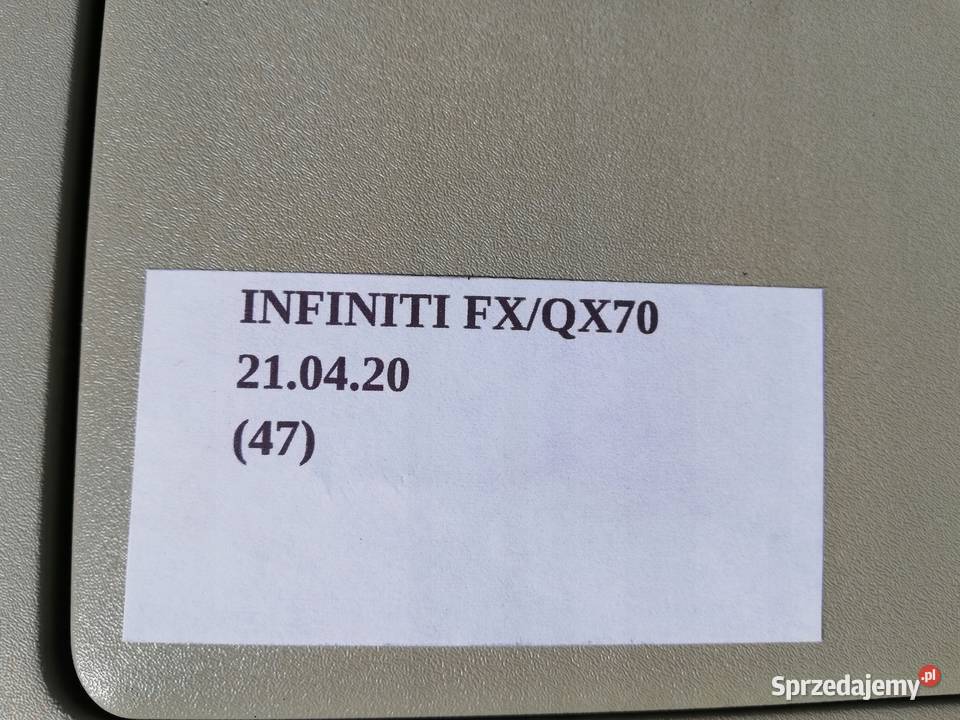 INFINITI FX/QX70
21.04.20
(47)
Sprzedajemy.pl